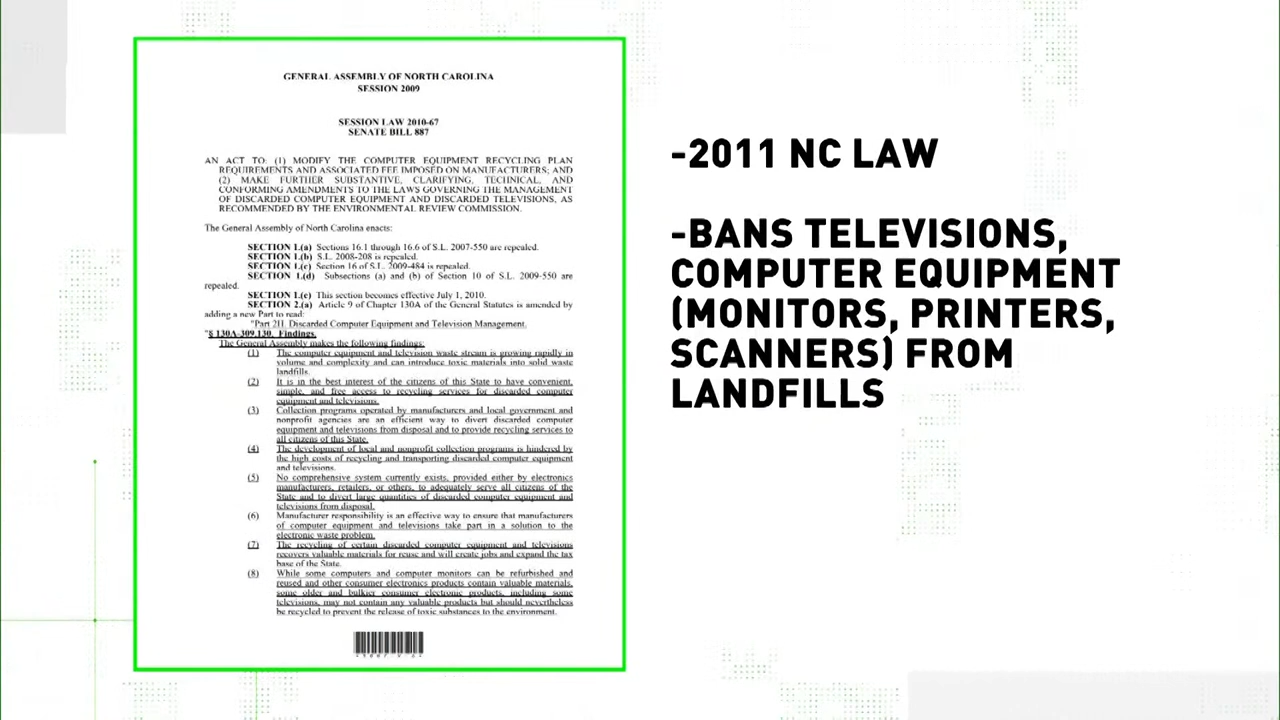 GENERAL ASSEMBLY OF NORTH CAROLINA
SESSION 2009
SESSION LAW 2010-67
SENATE BILL 887
AN ACT TO: (1) MODIFY THE COMPUTER EQUIPMENT RECYCLING PLAN
REQUIREMENTS AND ASSOCIATED FEE IMPOSED ON MANUFACTURERS; AND
(2) MAKE FURTHER SUBSTANTIVE, CLARIFYING, TECHNICAL, AND
CONFORMING AMENDMENTS TO THE LAWS GOVERNING THE MANAGEMENT
OF DISCARDED COMPUTER EQUIPMENT AND DISCARDED TELEVISIONS, AS
RECOMMENDED BY THE ENVIRONMENTAL REVIEW COMMISSION.
The General Assembly of North Carolina enacts:
SECTION 1.(a) Sections 16.1 through 16.6 of S.L. 2007-550 are repealed.
SECTION 1.(b) S.L. 2008-208 is repealed.
SECTION 1.(c) Section 16 of S.L. 2009-484 is repealed.
SECTION 1.(d) Subsections (a) and (b) of Section 10 of S.L. 2009-550 are
repealed.
SECTION 1.(e) This section becomes effective July 1, 2010.
SECTION 2.(a) Article 9 of Chapter 130A of the General Statutes is amended by
adding a new Part to read:
"Part 2H. Discarded Computer Equipment and Television Management.
"§ 130A-309.130. Findings.
The General Assembly makes the following findings:
(1) The computer equipment and television waste stream is growing rapidly in
volume and complexity and can introduce toxic materials into solid waste
landfills.
(2) It is in the best interest of the citizens of this State to have convenient,
simple, and free access to recycling services for discarded computer
equipment and televisions.
(3) Collection programs operated by manufacturers and local government and
nonprofit agencies are an efficient way to divert discarded computer
equipment and televisions from disposal and to provide recycling services to
all citizens of this State.
(4) The development of local and nonprofit collection programs is hindered by
the high costs of recycling and transporting discarded computer equipment
and televisions.
(5) No comprehensive system currently exists, provided either by electronics
manufacturers, retailers, or others, to adequately serve all citizens of the
State and to divert large quantities of discarded computer equipment and
televisions from disposal.
(6) Manufacturer responsibility is an effective way to ensure that manufacturers
of computer equipment and televisions take part in a solution to the
electronic waste problem.
(7) The recycling of certain discarded computer equipment and televisions
recovers valuable materials for reuse and will create jobs and expand the tax
base of the State.
(8) While some computers and computer monitors can be refurbished and
reused and other consumer electronics products contain valuable materials,
some older and bulkier consumer electronic products, including some
televisions, may not contain any valuable products but should nevertheless
be recycled to prevent the release of toxic substances to the environment.
-2011 NC LAW
-BANS TELEVISIONS,
COMPUTER EQUIPMENT
(MONITORS, PRINTERS,
SCANNERS) FROM
LANDFILLS